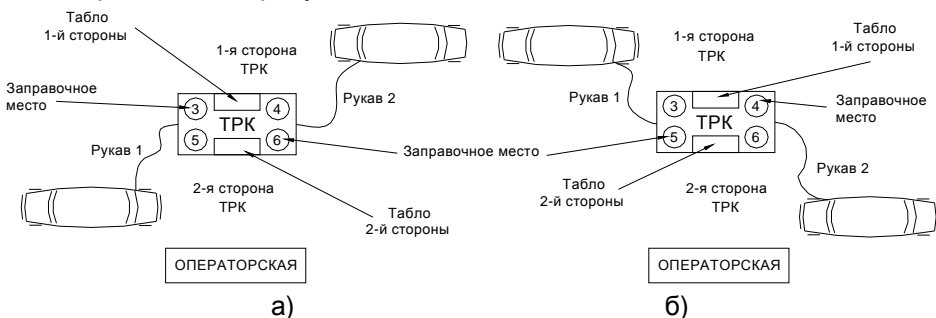 Табло
1-й стороны
1-я сторона
ТРК
Заправочное
место
Рукав 2
3
4
ТРК
5
6
Рукав 1
2-я сторона
ТРК
Табло
2-й стороны
ОПЕРАТОРСКАЯ
а)
Заправочное место
1-я сторона
ТРК
Табло
1-й стороны
Рукав 1
Заправочное
место
3
4
ТРК
5
6
Рукав 2
Табло
2-й стороны
2-я сторона
ТРК
ОПЕРАТОРСКАЯ
б)